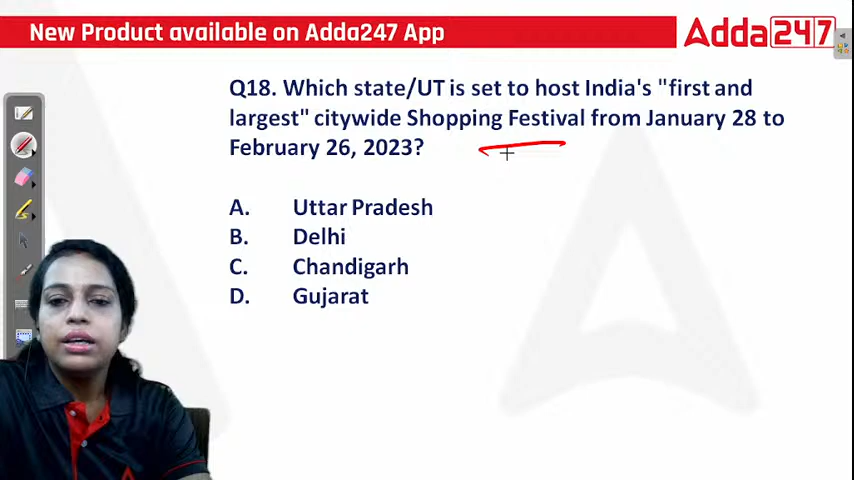 New Product available on Adda247 App
Adda247
Q18. Which state/UT is set to host India's "first and
largest" citywide Shopping Festival from January 28 to
February 26, 2023?
A. Uttar Pradesh
B. Delhi
C. Chandigarh
D. Gujarat